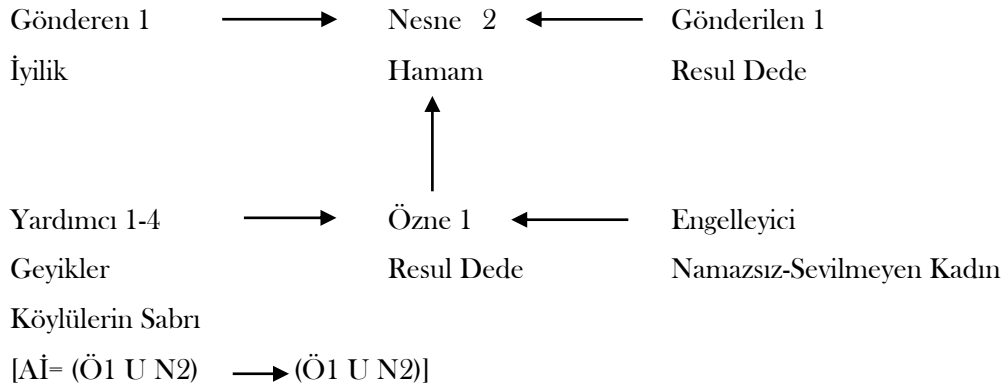 Gönderen 1 Nesne 2 Gönderilen 1
İyilik Hamam Resul Dede
Yardımcı 1-4 Özne 1 Engelleyici
Geyikler Resul Dede Namazsız-Sevilmeyen Kadın
Köylülerin Sabrı
[Aİ= (Ö1 U N2) → (Ö1 U N2)]